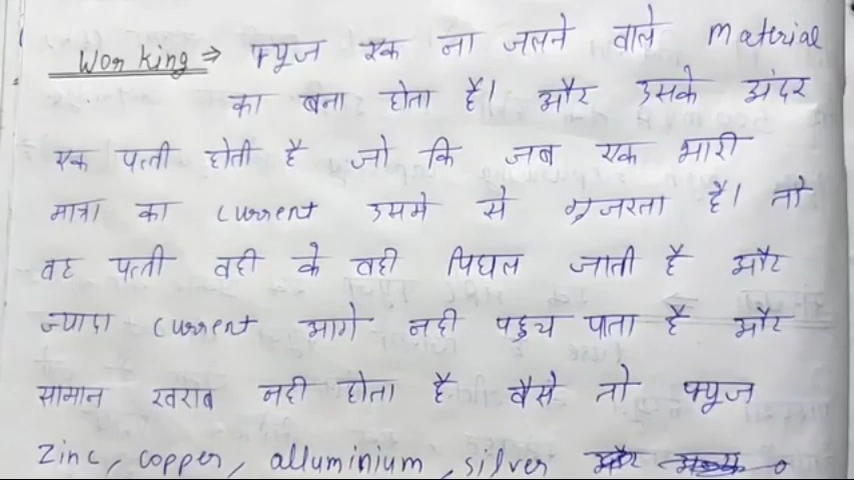 Working ⇒ फ्यूज एक ना जलने वाले material
का बना होता है। और उसके अंदर
एक पत्ती होती है जो कि जब एक भारी
मात्रा का current उसमे से गुजरता है। तो
वह पत्ती वही के वही पिघल जाती है और
ज्यादा current आगे नही पहुच पाता है और
सामान खराब नही होता है वैसे तो फ्यूज
zinc, copper, alluminium, silver